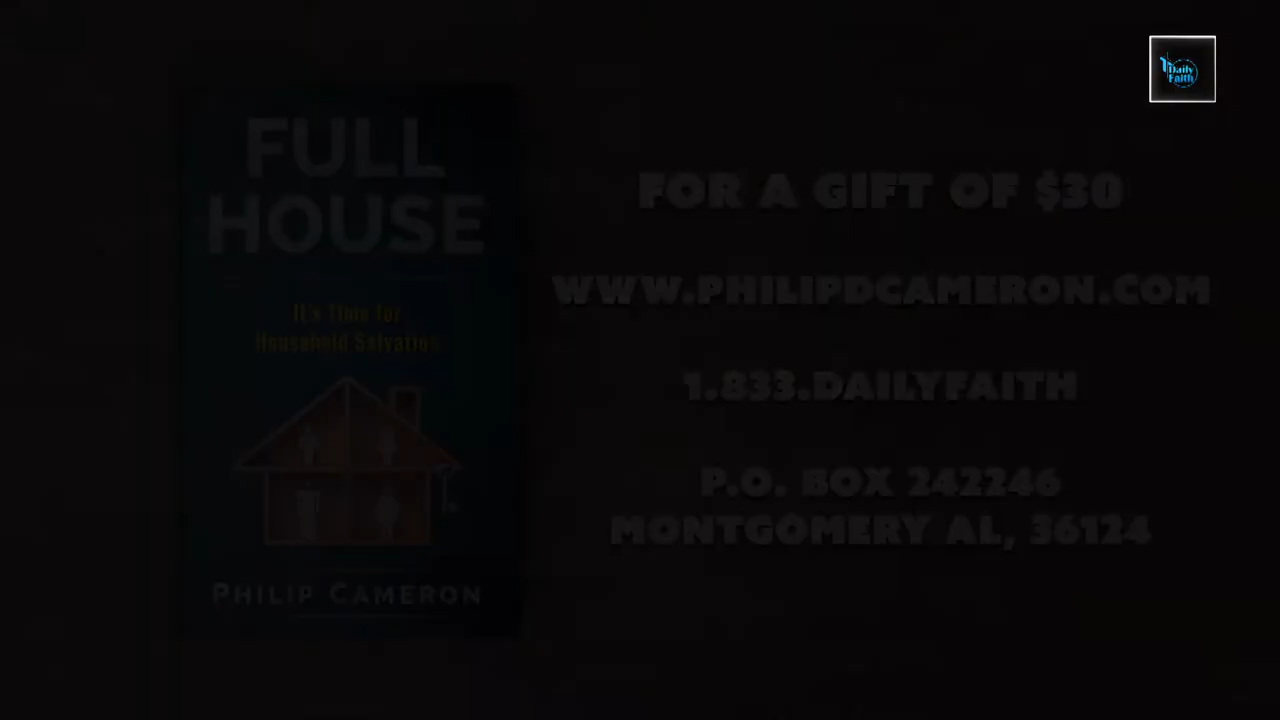 Daily
Faith
FULL
HOUSE
It's Time for
Household Salvation
PHILIP CAMERON
FOR A GIFT OF $30
WWW.PHILIPDCAMERON.COM
1.833.DAILYFAITH
P.O. BOX 242246
MONTGOMERY AL, 36124